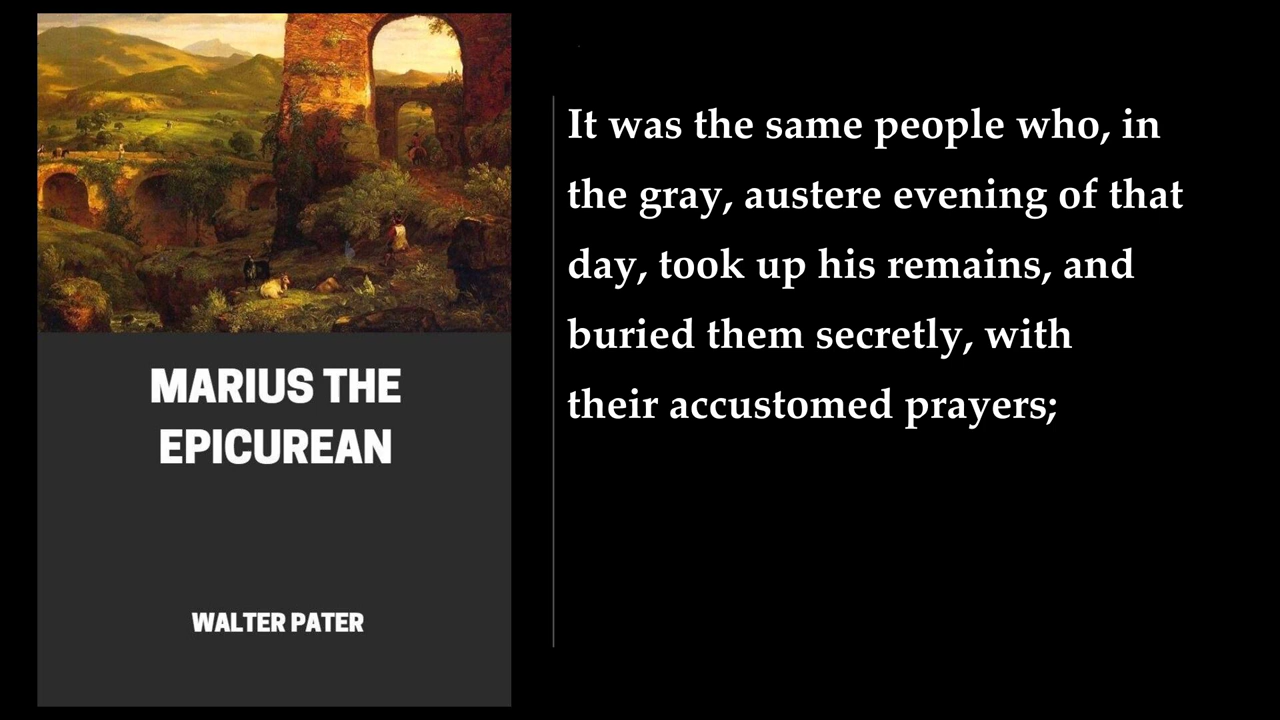 MARIUS THE
EPICUREAN
WALTER PATER
It was the same people who, in
the gray, austere evening of that
day, took up his remains, and
buried them secretly, with
their accustomed prayers;